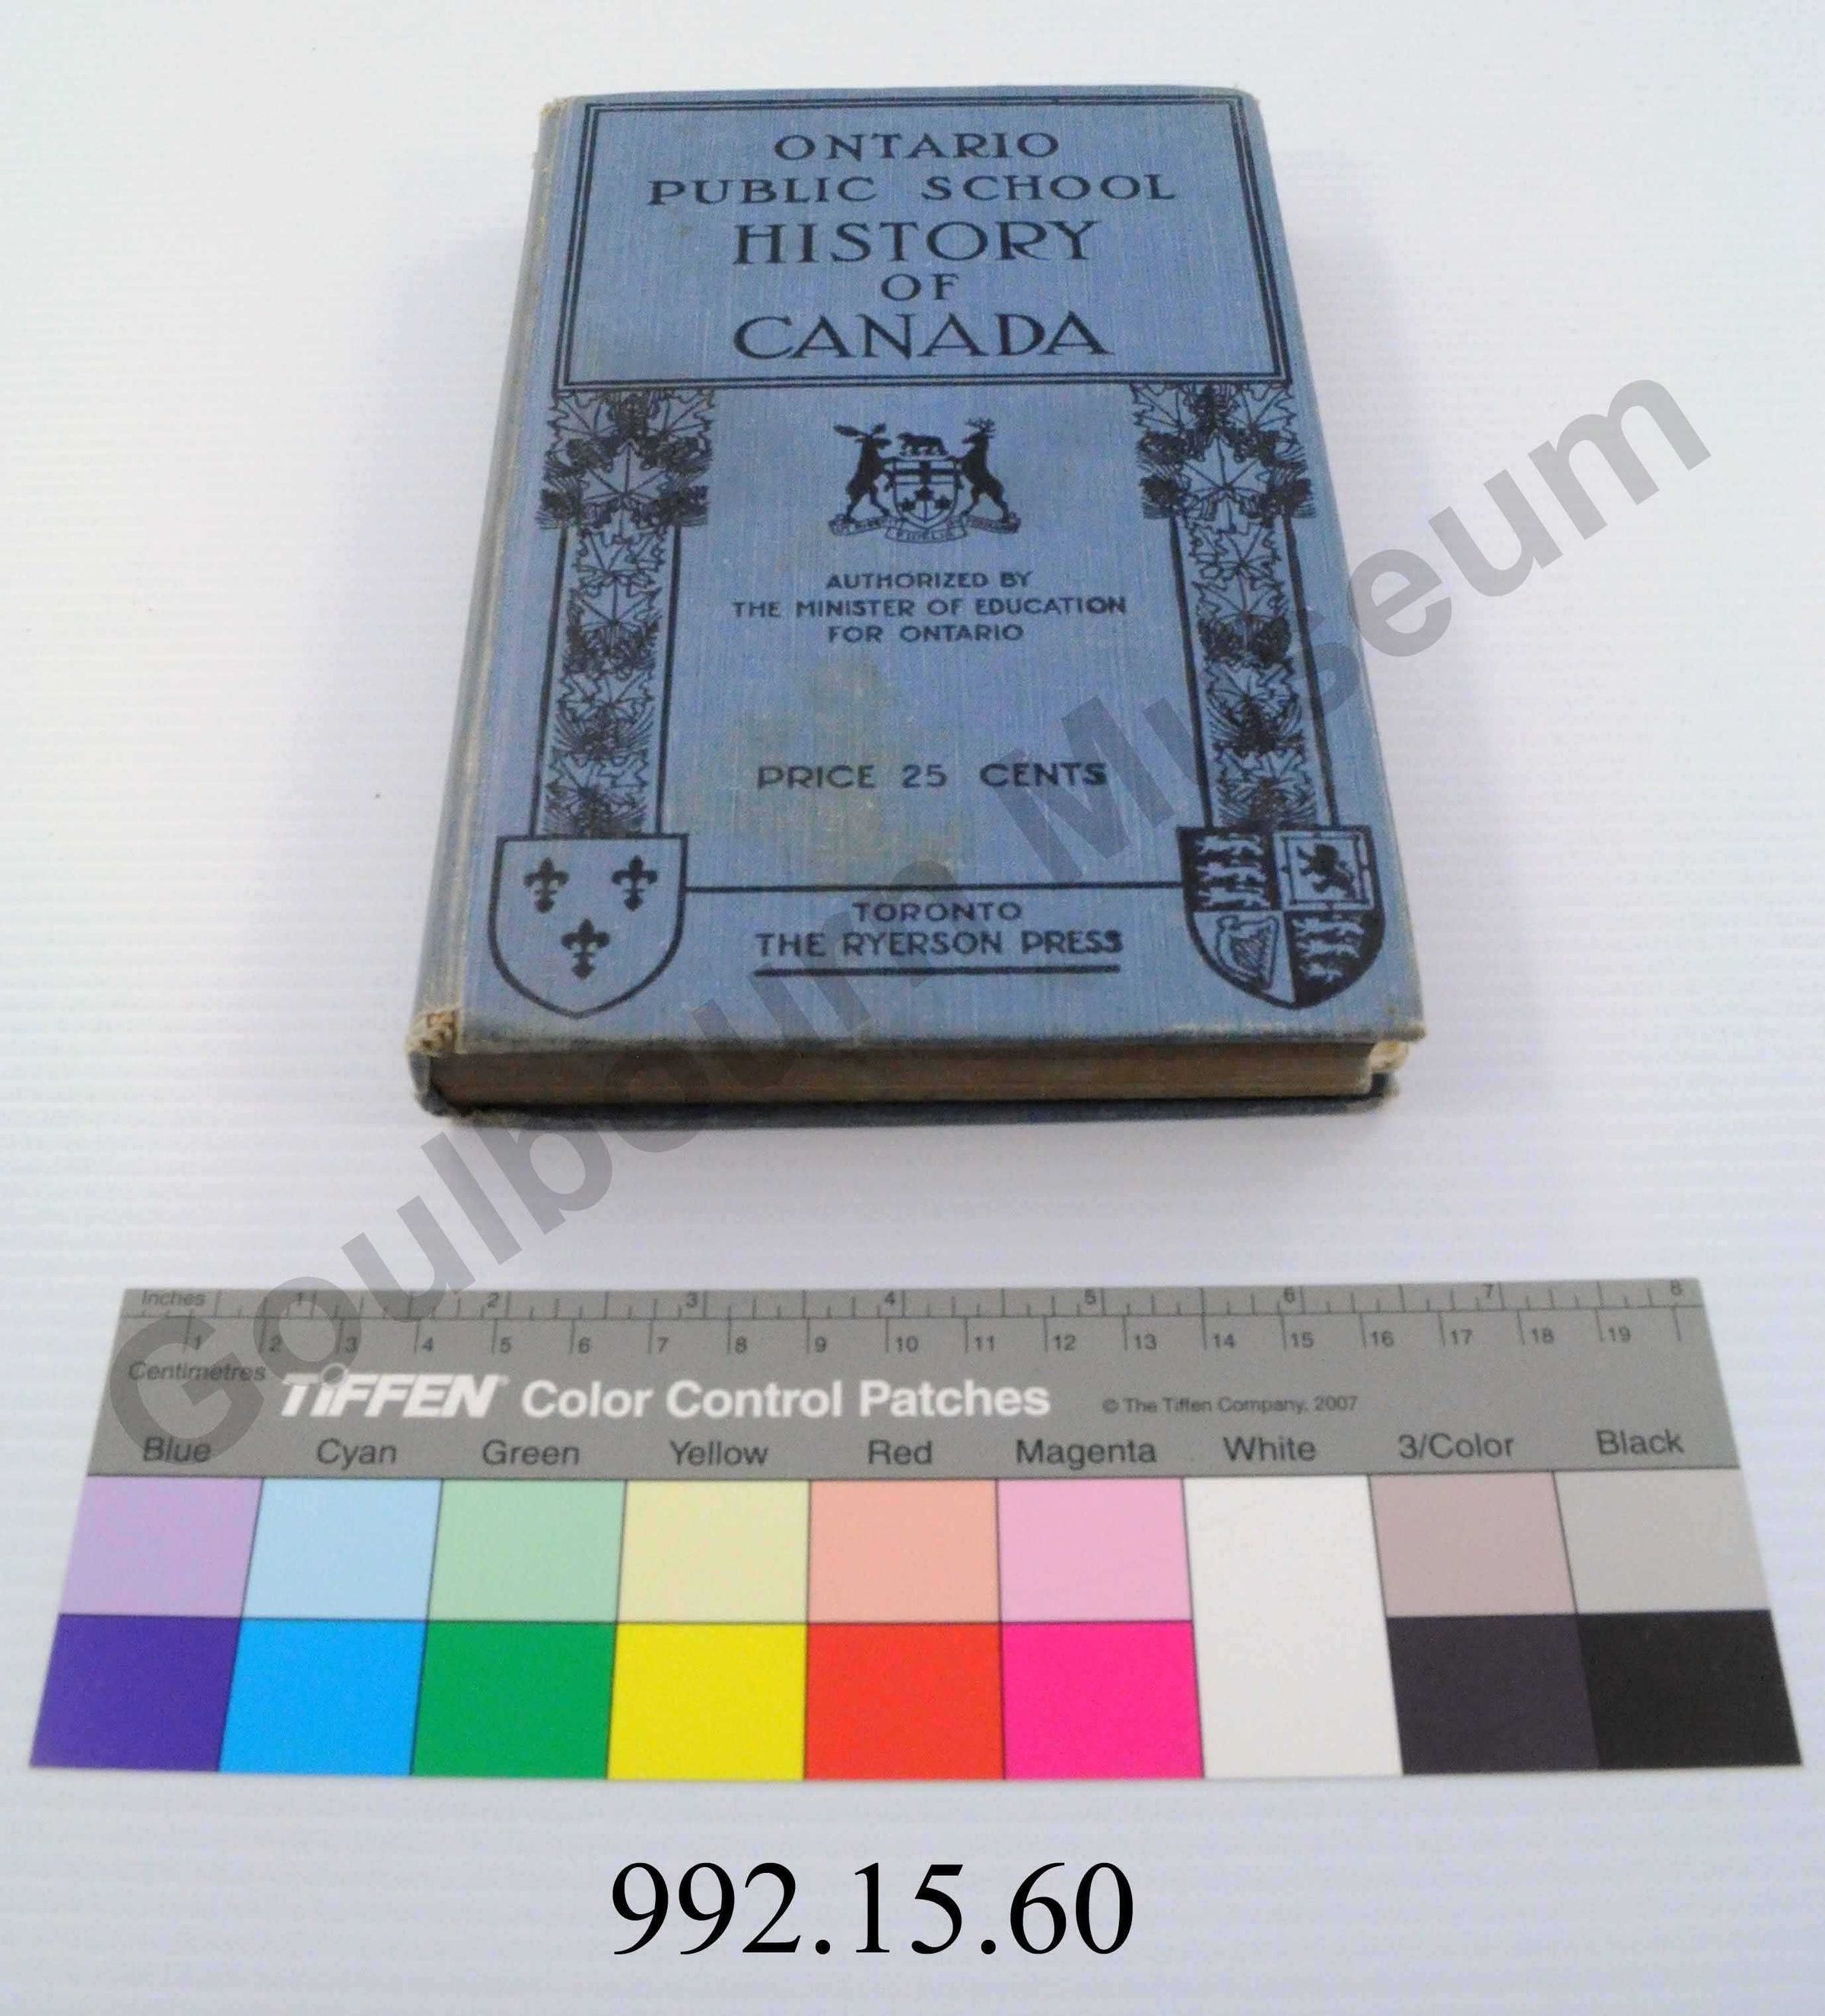 ONTARIO
PUBLIC SCHOOL
HISTORY
OF
CANADA
AUTHORIZED BY
THE MINISTER OF EDUCATION
FOR ONTARIO
PRICE 25 CENTS
TORONTO
THE RYERSON PRESS
Goulbourn Museum
Inches 1 2 3 4 5 6 7 8
1 2 3 4 5 6 7 8 9 10 11 12 13 14 15 16 17 18 19
Centimetres
TIFFEN Color Control Patches © The Tiffen Company, 2007
Blue Cyan Green Yellow Red Magenta White 3/Color Black
992.15.60